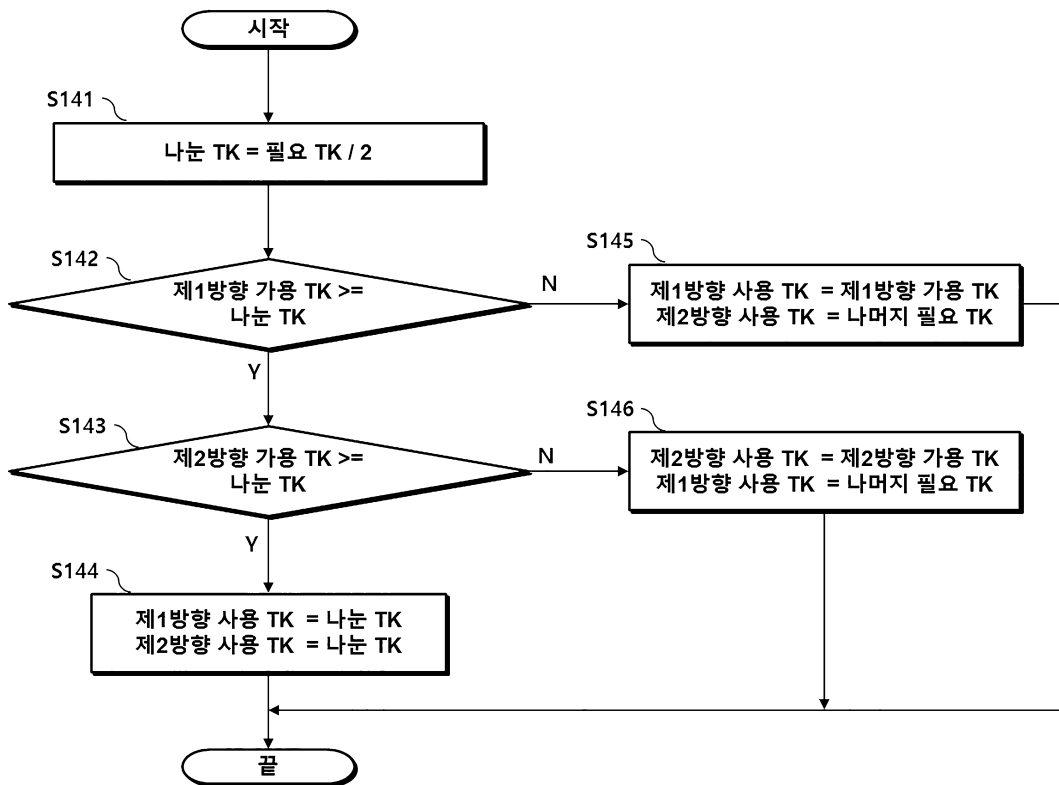 시작
S141
나눈 TK = 필요 TK / 2
S142
제1방향 가용 TK >=
나눈 TK
N
S145
제1방향 사용 TK = 제1방향 가용 TK
제2방향 사용 TK = 나머지 필요 TK
Y
S143
제2방향 가용 TK >=
나눈 TK
N
S146
제2방향 사용 TK = 제2방향 가용 TK
제1방향 사용 TK = 나머지 필요 TK
Y
S144
제1방향 사용 TK = 나눈 TK
제2방향 사용 TK = 나눈 TK
끝